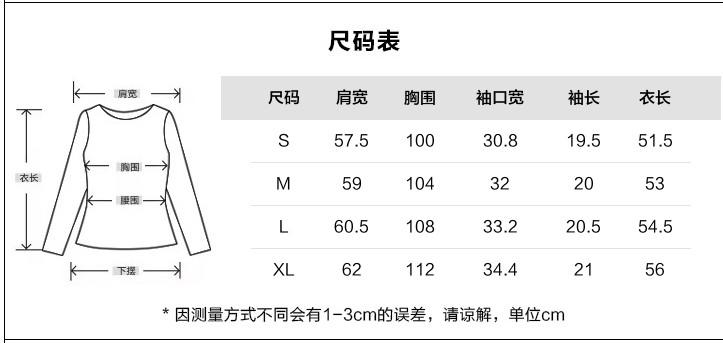 尺码表
肩宽
胸围
衣长
腰围
下摆
尺码 肩宽 胸围 袖口宽 袖长 衣长
S 57.5 100 30.8 19.5 51.5
M 59 104 32 20 53
L 60.5 108 33.2 20.5 54.5
XL 62 112 34.4 21 56
* 因测量方式不同会有1-3cm的误差，请谅解，单位cm